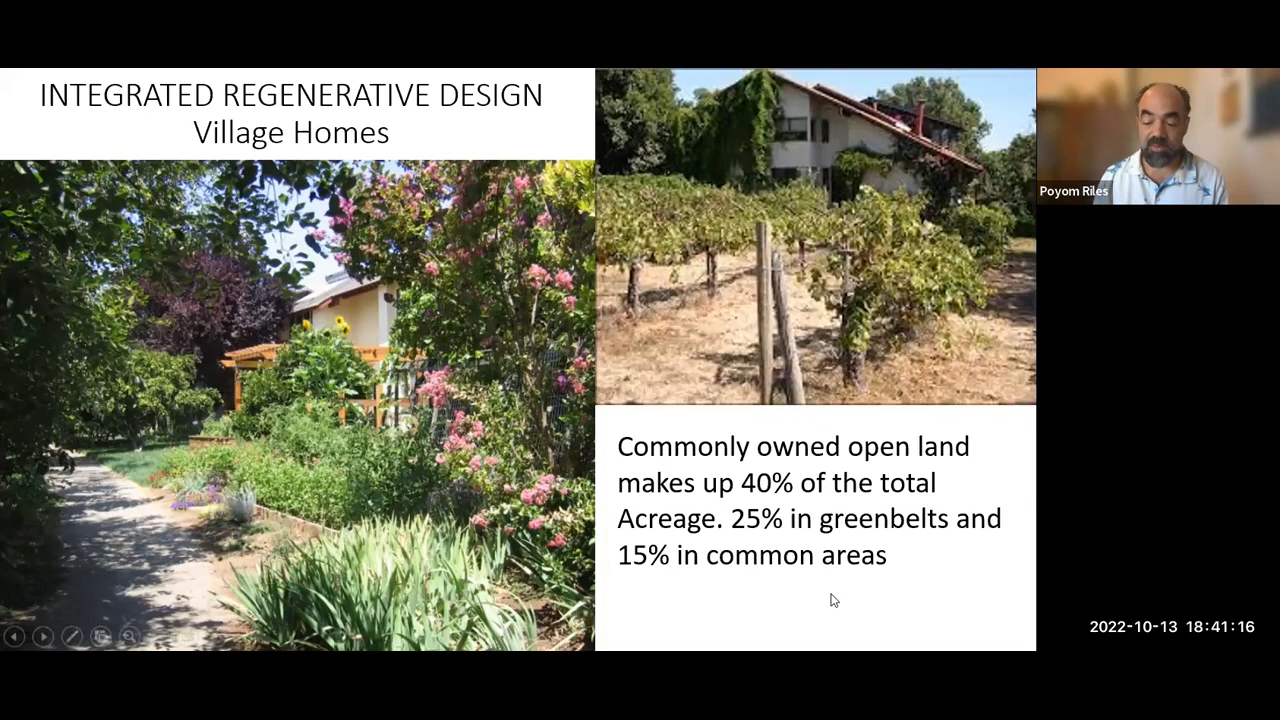 INTEGRATED REGENERATIVE DESIGN
Village Homes
Commonly owned open land
makes up 40% of the total
Acreage. 25% in greenbelts and
15% in common areas
Poyom Riles
2022-10-13 18:41:16